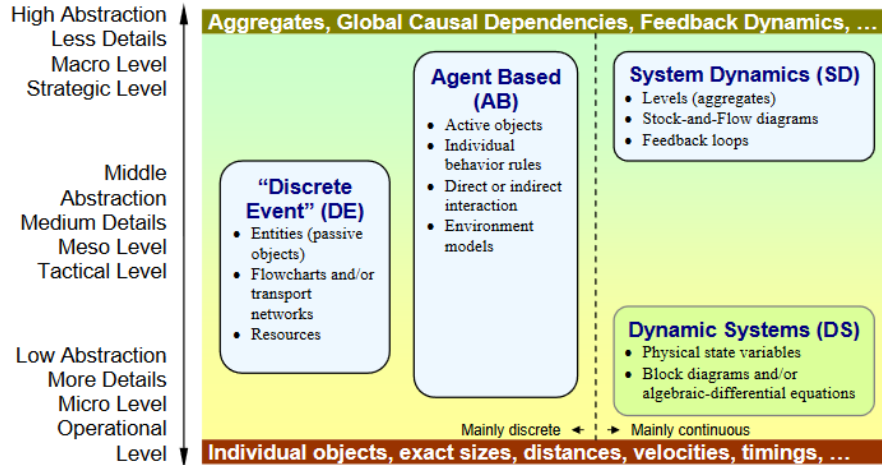 High Abstraction
Less Details
Macro Level
Strategic Level
Middle
Abstraction
Medium Details
Meso Level
Tactical Level
Low Abstraction
More Details
Micro Level
Operational
Level
Aggregates, Global Causal Dependencies, Feedback Dynamics, …
“Discrete
Event” (DE)
• Entities (passive
objects)
• Flowcharts and/or
transport
networks
• Resources
Agent Based
(AB)
• Active objects
• Individual
behavior rules
• Direct or indirect
interaction
• Environment
models
System Dynamics (SD)
• Levels (aggregates)
• Stock-and-Flow diagrams
• Feedback loops
Dynamic Systems (DS)
• Physical state variables
• Block diagrams and/or
algebraic-differential equations
Mainly discrete
Mainly continuous
Individual objects, exact sizes, distances, velocities, timings, …